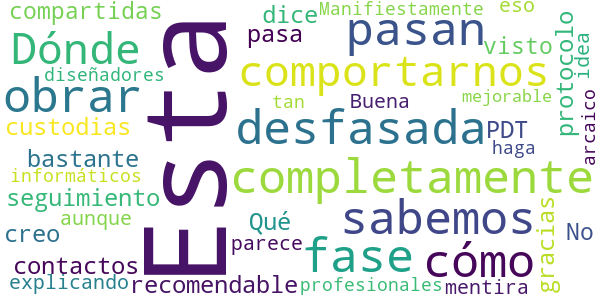 compartidas
dice
Manifiestamente
eso
Dónde
pasa
pasan
visto
protocolo
idea
diseñadores
Esta
comportarnos
obrar
tan
Buena
mejorable
arcaico
custodias
desfasada
PDT
haga
bastante
completamente
informáticos
seguimiento
aunque
Qué
sabemos
gracias
No
creo
parece
fase
cómo
contactos
explicando
recomendable
profesionales
mentira